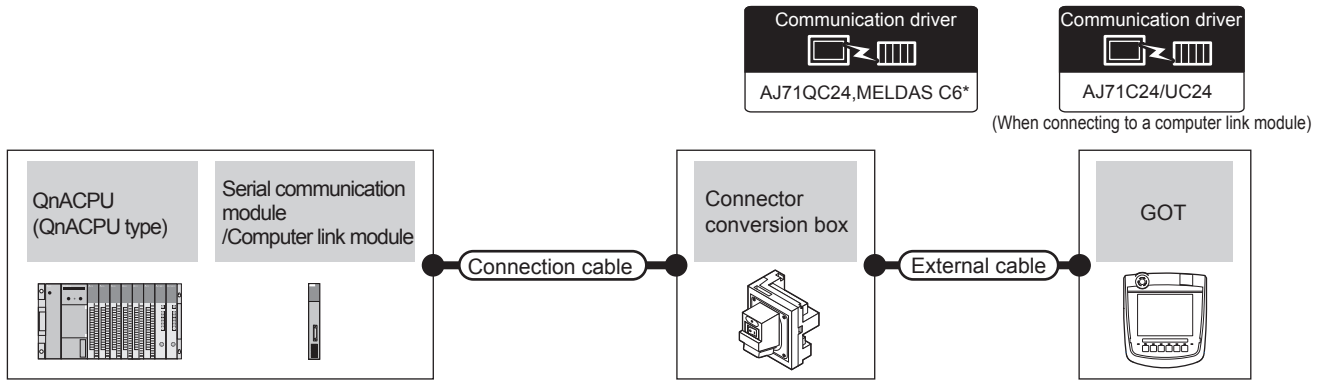 Communication driver
AJ71QC24,MELDAS C6*
Communication driver
AJ71C24/UC24
(When connecting to a computer link module)
QnACPU
(QnACPU type)
Serial communication
module
/Computer link module
Connection cable
Connector
conversion box
External cable
GOT